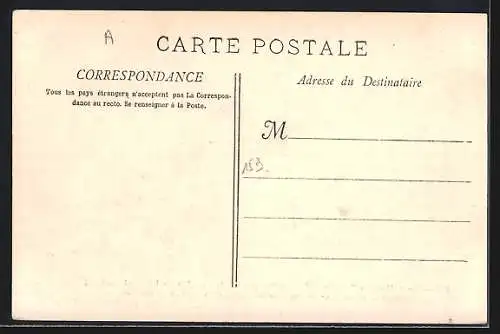 A
CARTE POSTALE
CORRESPONDANCE
Tous les pays étrangers n'acceptent pas La Correspon-
dance au recto. Se renseigner à la Poste.
Adresse du Destinataire
M
153.